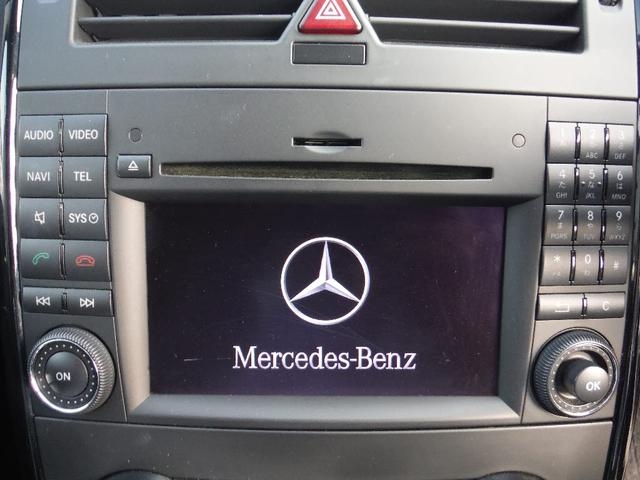 AUDIO VIDEO
NAVI TEL
SYS
ON
Mercedes-Benz
1
2 ABC
3 DEF
4 GHI
5 JKL
6 MNO
7 PQRS
8 TUV
9 WXYZ
* 0 #
C
OK